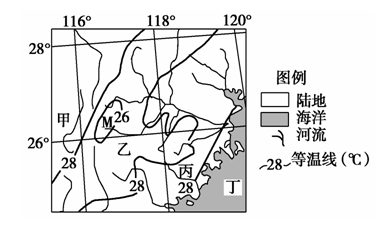 116° 118° 120°
28°
图例
甲 M 26
陆地
海洋
26° 乙
河流
28 丙
-28-等温线(℃)
28 28 丁